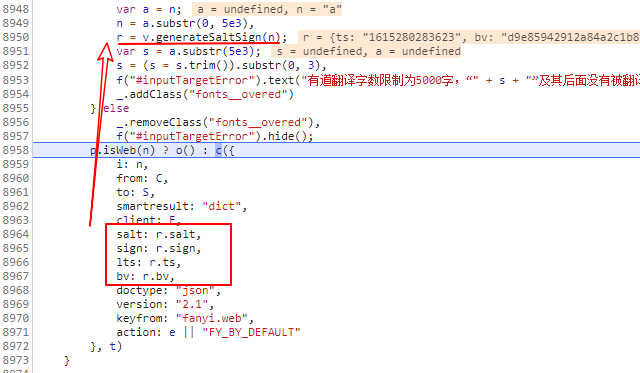 8948 var a = n; a = undefined, n = "a"
8949 n = a.substr(0, 5e3),
8950 r = v.generateSaltSign(n); r = {ts: "1615280283623", bv: "d9e85942912a84a2c1b8
8951 var s = a.substr(5e3); s = undefined, a = undefined
8952 s = (s = s.trim()).substr(0, 3),
8953 f("#inputTargetError").text("有道翻译字数限制为5000字，“" + s + "”及其后面没有被翻译
8954 _.addClass("fonts__overed")
8955 } else
8956 _.removeClass("fonts__overed"),
8957 f("#inputTargetError").hide();
8958 p.isWeb(n) ? o() : c({
8961 i: n,
8960 from: C,
8962 to: S,
8962 smartresult: "dict",
8963 client: E,
8964 salt: r.salt,
8965 sign: r.sign,
8966 lts: r.ts,
8967 bv: r.bv,
8968 doctype: "json",
8969 version: "2.1",
8970 keyfrom: "fanyi.web",
8971 action: e || "FY_BY_DEFAULT"
8972 }, t)
8973 }
8974